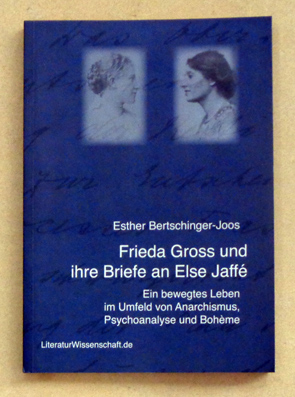 Esther Bertschinger-Joos
Frieda Gross und
ihre Briefe an Else Jaffé
Ein bewegtes Leben
im Umfeld von Anarchismus,
Psychoanalyse und Bohème
LiteraturWissenschaft.de